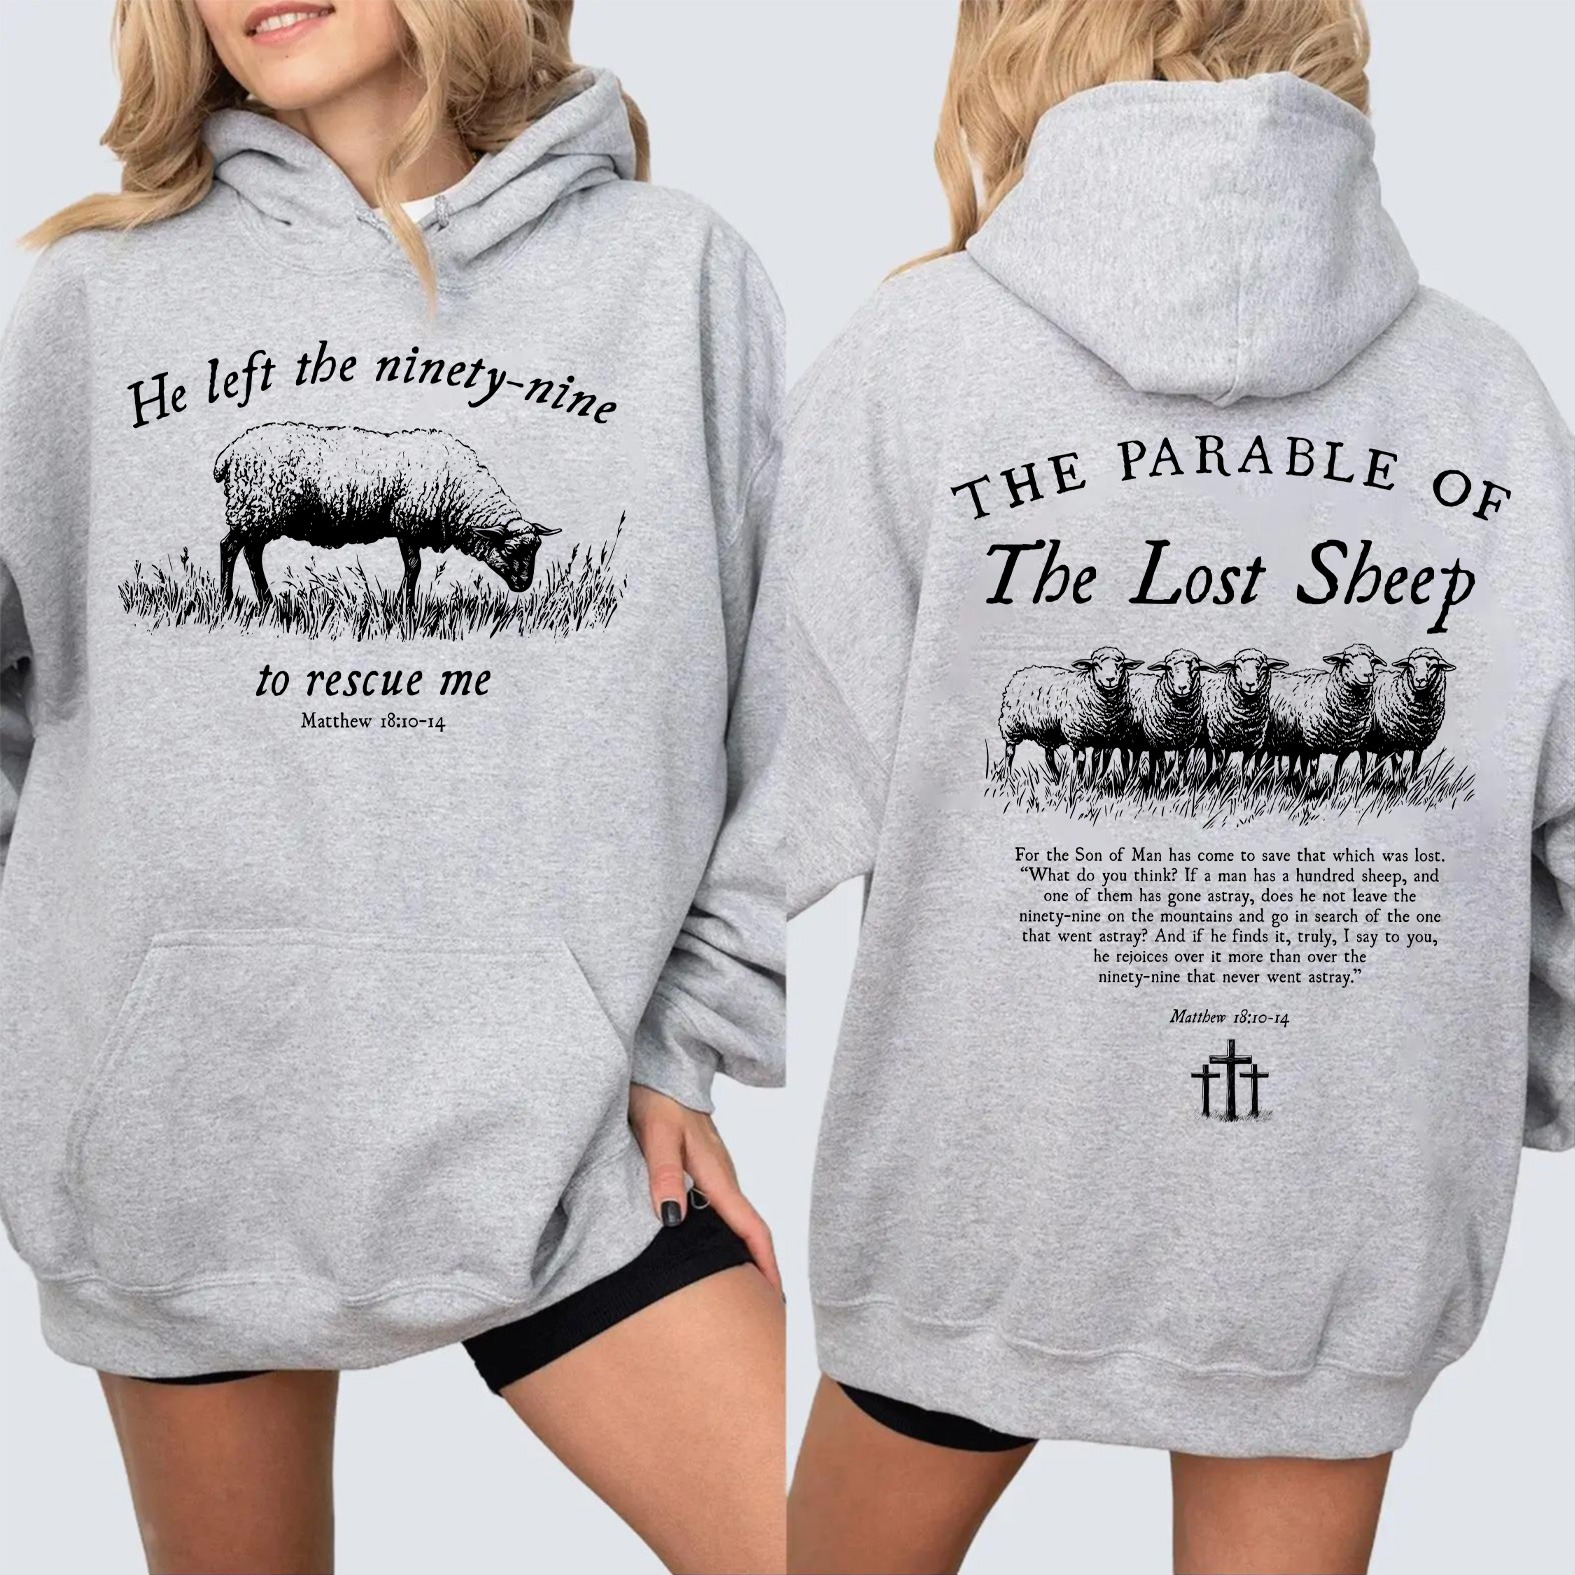 He left the ninety-nine
to rescue me
Matthew 18:10-14
THE PARABLE OF
The Lost Sheep
For the Son of Man has come to save that which was lost.
“What do you think? If a man has a hundred sheep, and
one of them has gone astray, does he not leave the
ninety-nine on the mountains and go in search of the one
that went astray? And if he finds it, truly, I say to you,
he rejoices over it more than over the
ninety-nine that never went astray.”
Matthew 18:10-14